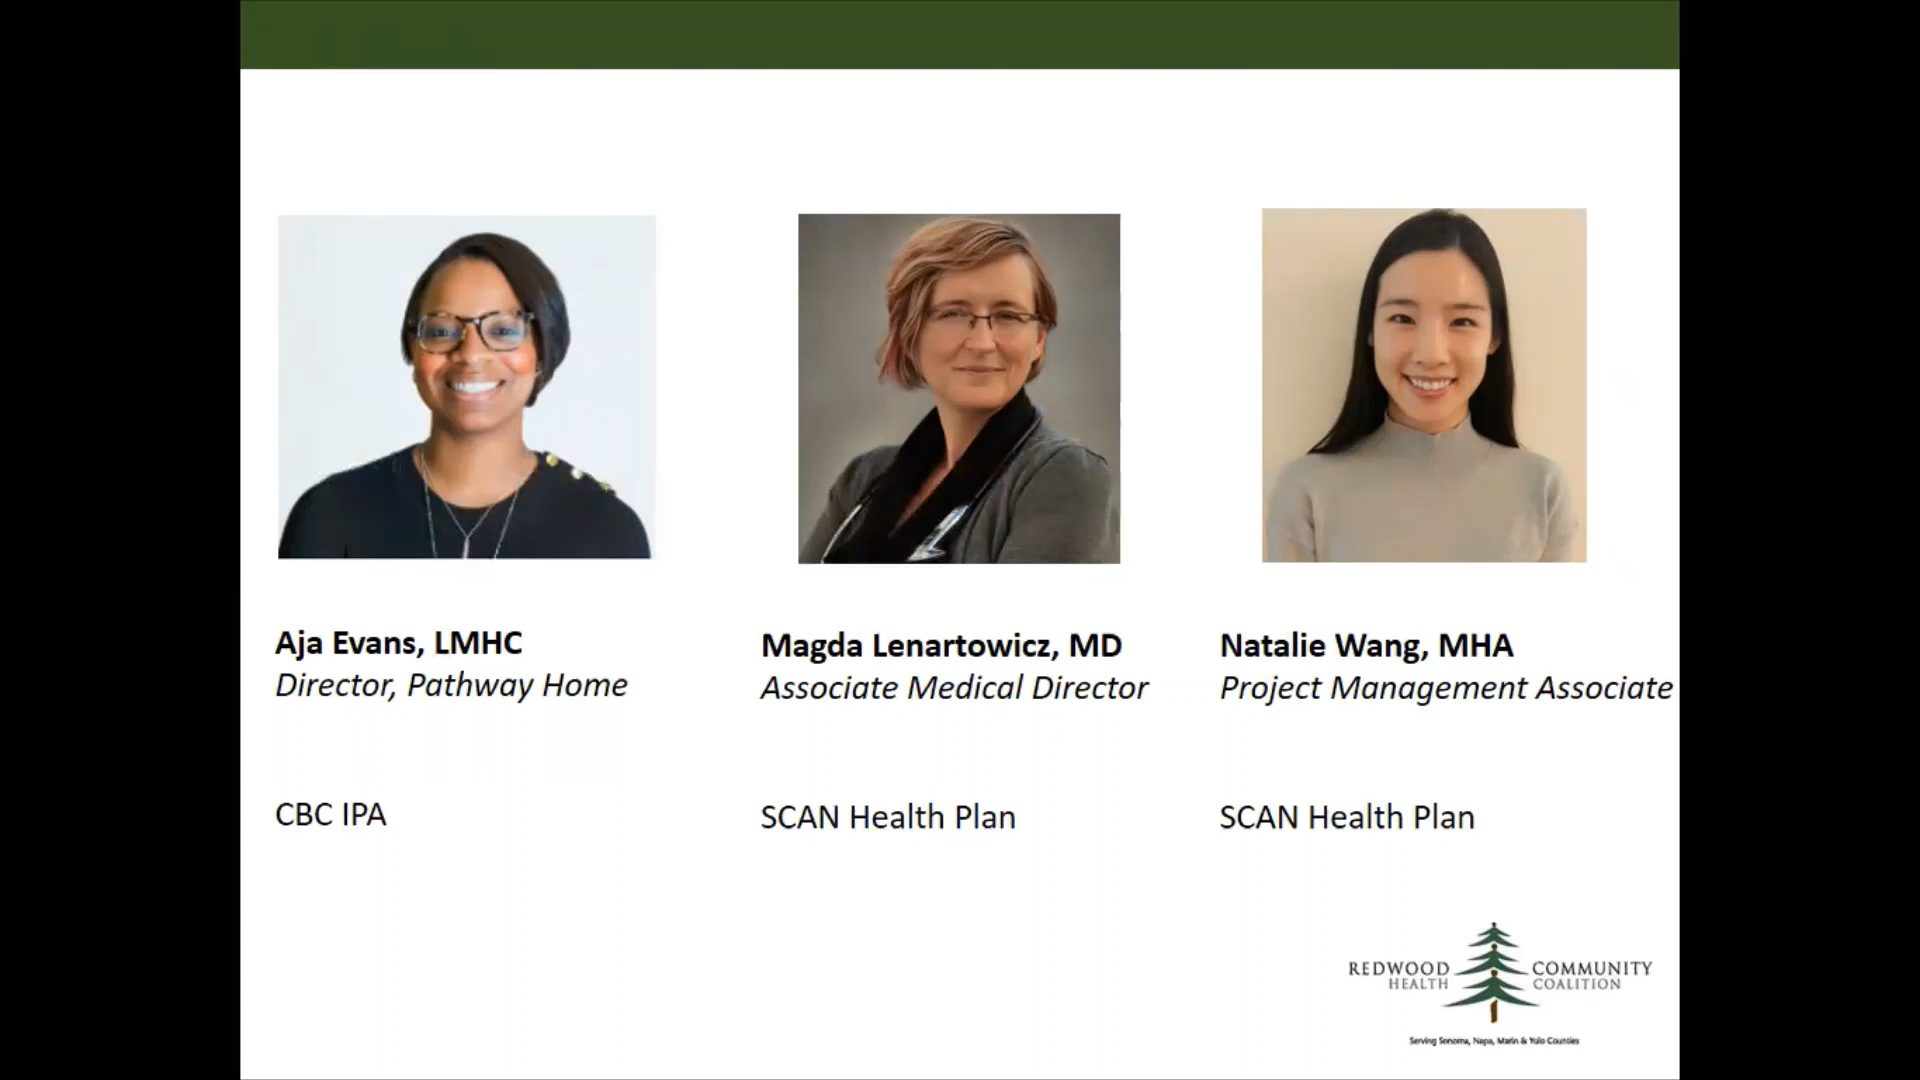 Aja Evans, LMHC
Director, Pathway Home
CBC IPA
Magda Lenartowicz, MD
Associate Medical Director
SCAN Health Plan
Natalie Wang, MHA
Project Management Associate
SCAN Health Plan
REDWOOD COMMUNITY
HEALTH COALITION
Serving Sonoma, Napa, Marin & Yolo Counties